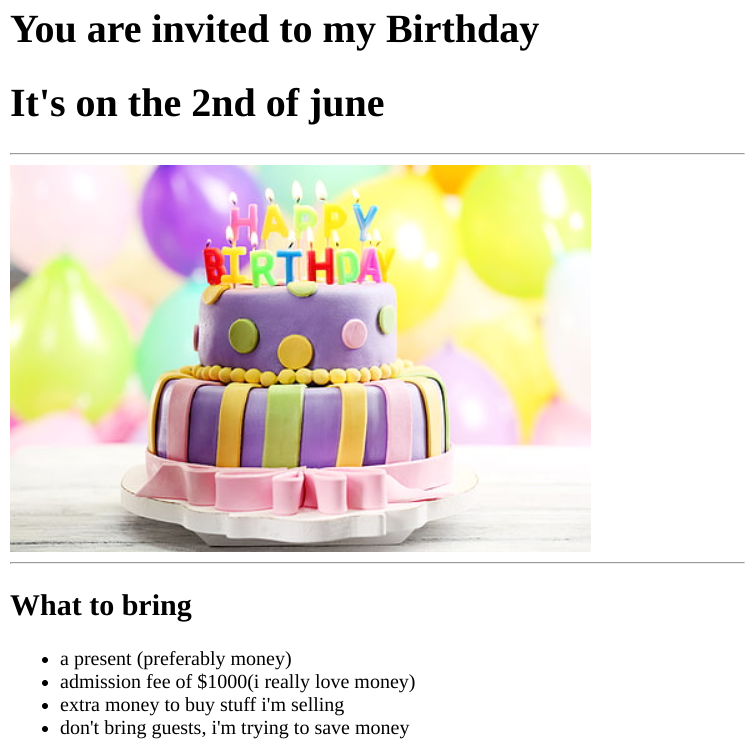 You are invited to my Birthday
It's on the 2nd of june
HAPPY
BIRTHDAY
What to bring
a present (preferably money)
admission fee of $1000(i really love money)
extra money to buy stuff i'm selling
don't bring guests, i'm trying to save money